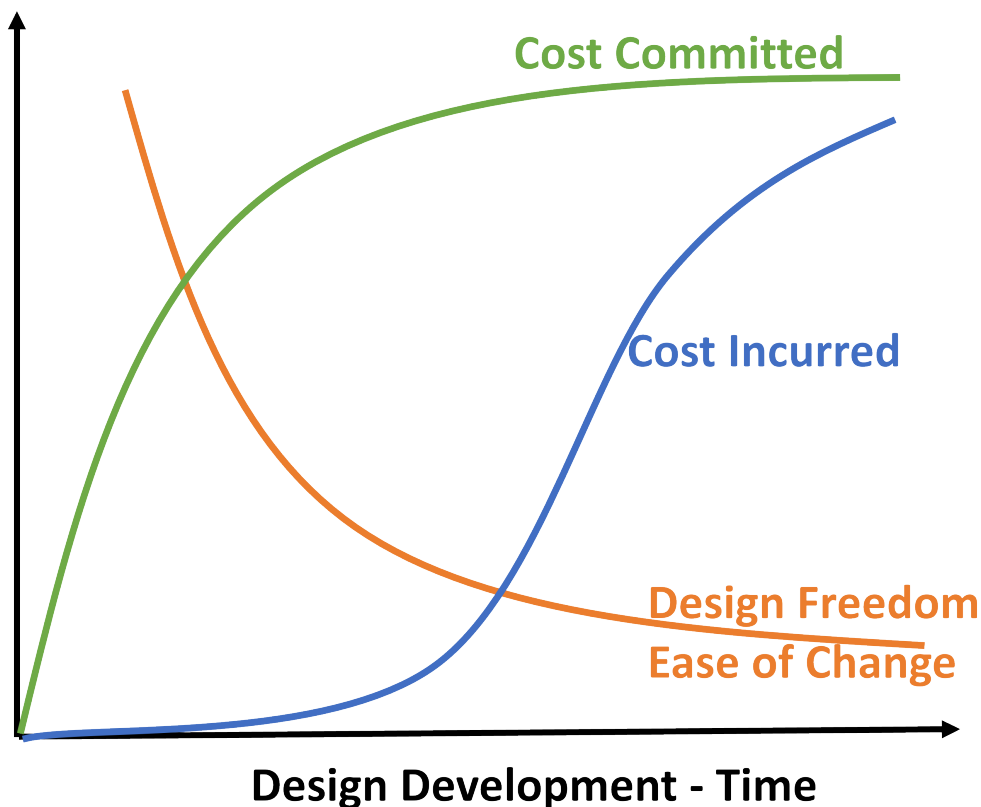 Cost Committed
Cost Incurred
Design Freedom
Ease of Change
Design Development - Time